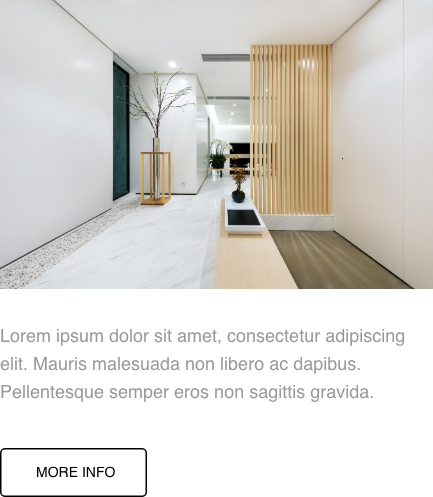 Lorem ipsum dolor sit amet, consectetur adipiscing
elit. Mauris malesuada non libero ac dapibus.
Pellentesque semper eros non sagittis gravida.
MORE INFO